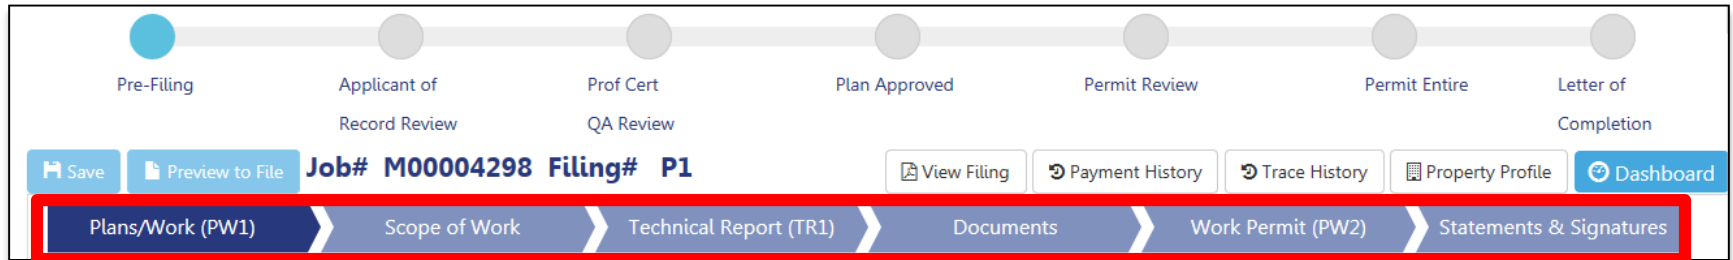 Pre-Filing Applicant of Prof Cert Plan Approved Permit Review Permit Entire Letter of
Record Review QA Review Completion
Save Preview to File Job# M00004298 Filing# P1 View Filing Payment History Trace History Property Profile Dashboard
Plans/Work (PW1) Scope of Work Technical Report (TR1) Documents Work Permit (PW2) Statements & Signatures